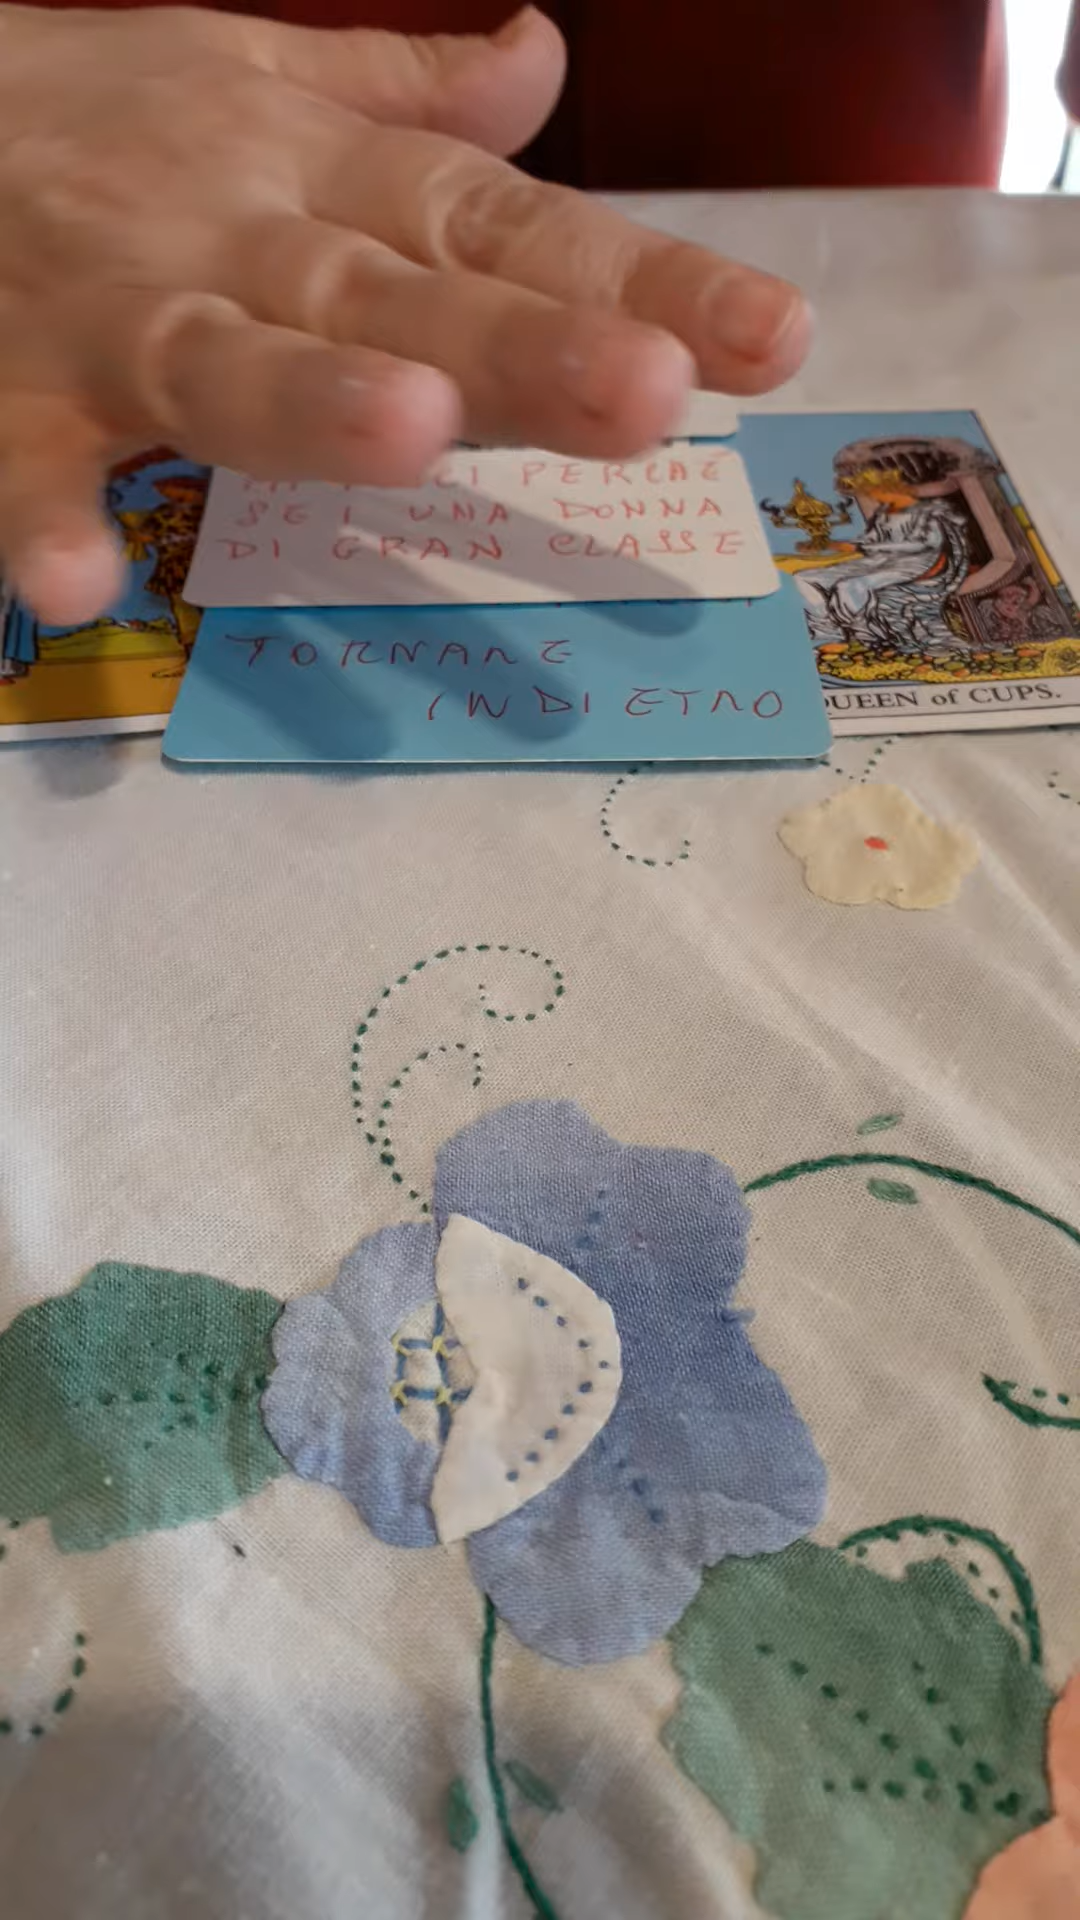 PERCHÈ
SEI UNA DONNA
DI GRAN CLASSE
TORNARE
INDIETRO
QUEEN of CUPS.